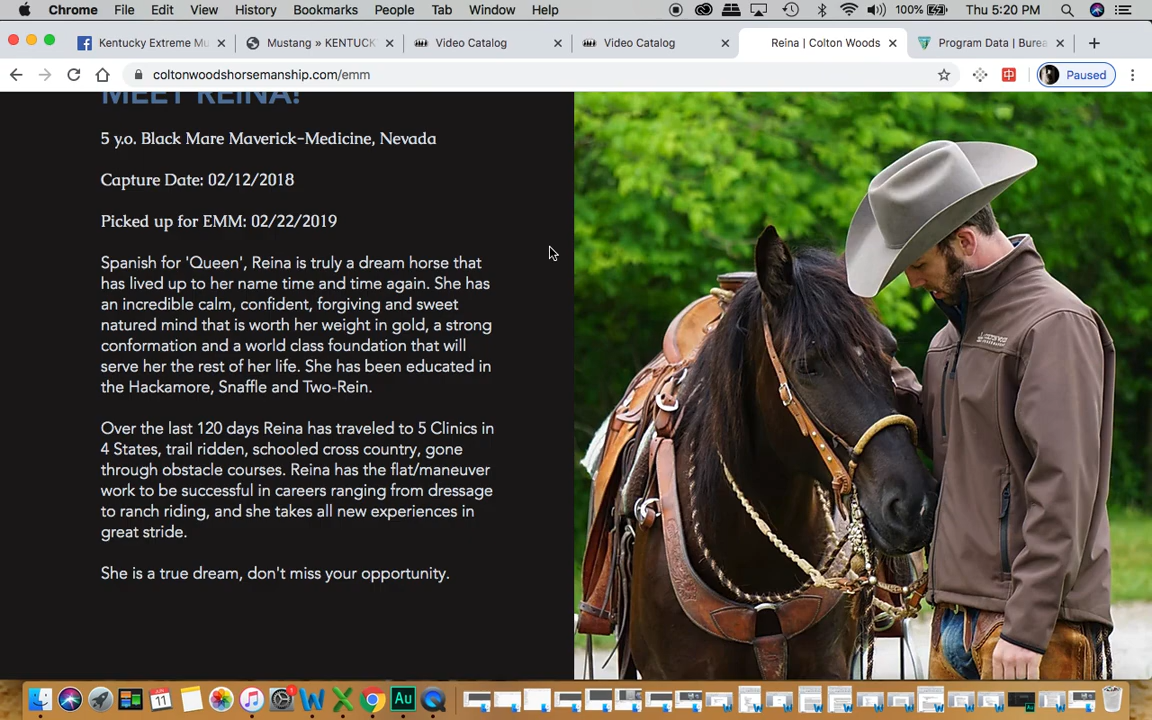 Chrome File Edit View History Bookmarks People Tab Window Help 100% Thu 5:20 PM
Kentucky Extreme Mu
Mustang » KENTUCK
Video Catalog
Video Catalog
Reina | Colton Woods
Program Data | Burea
coltonwoodshorsemanship.com/emm
Paused
MEET REINA!
5 y.o. Black Mare Maverick-Medicine, Nevada
Capture Date: 02/12/2018
Picked up for EMM: 02/22/2019
Spanish for 'Queen', Reina is truly a dream horse that
has lived up to her name time and time again. She has
an incredible calm, confident, forgiving and sweet
natured mind that is worth her weight in gold, a strong
conformation and a world class foundation that will
serve her the rest of her life. She has been educated in
the Hackamore, Snaffle and Two-Rein.
Over the last 120 days Reina has traveled to 5 Clinics in
4 States, trail ridden, schooled cross country, gone
through obstacle courses. Reina has the flat/maneuver
work to be successful in careers ranging from dressage
to ranch riding, and she takes all new experiences in
great stride.
She is a true dream, don't miss your opportunity.
11
Au